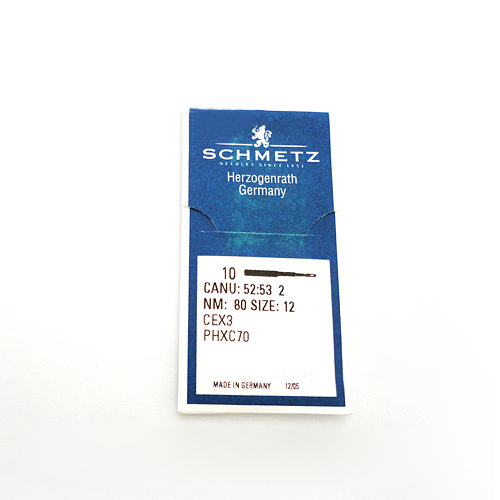 SCHMETZ
NEEDLES SINCE 1851
Herzogenrath
Germany
10
CANU: 52:53 2
NM: 80 SIZE: 12
CEX3
PHXC70
MADE IN GERMANY 12/05